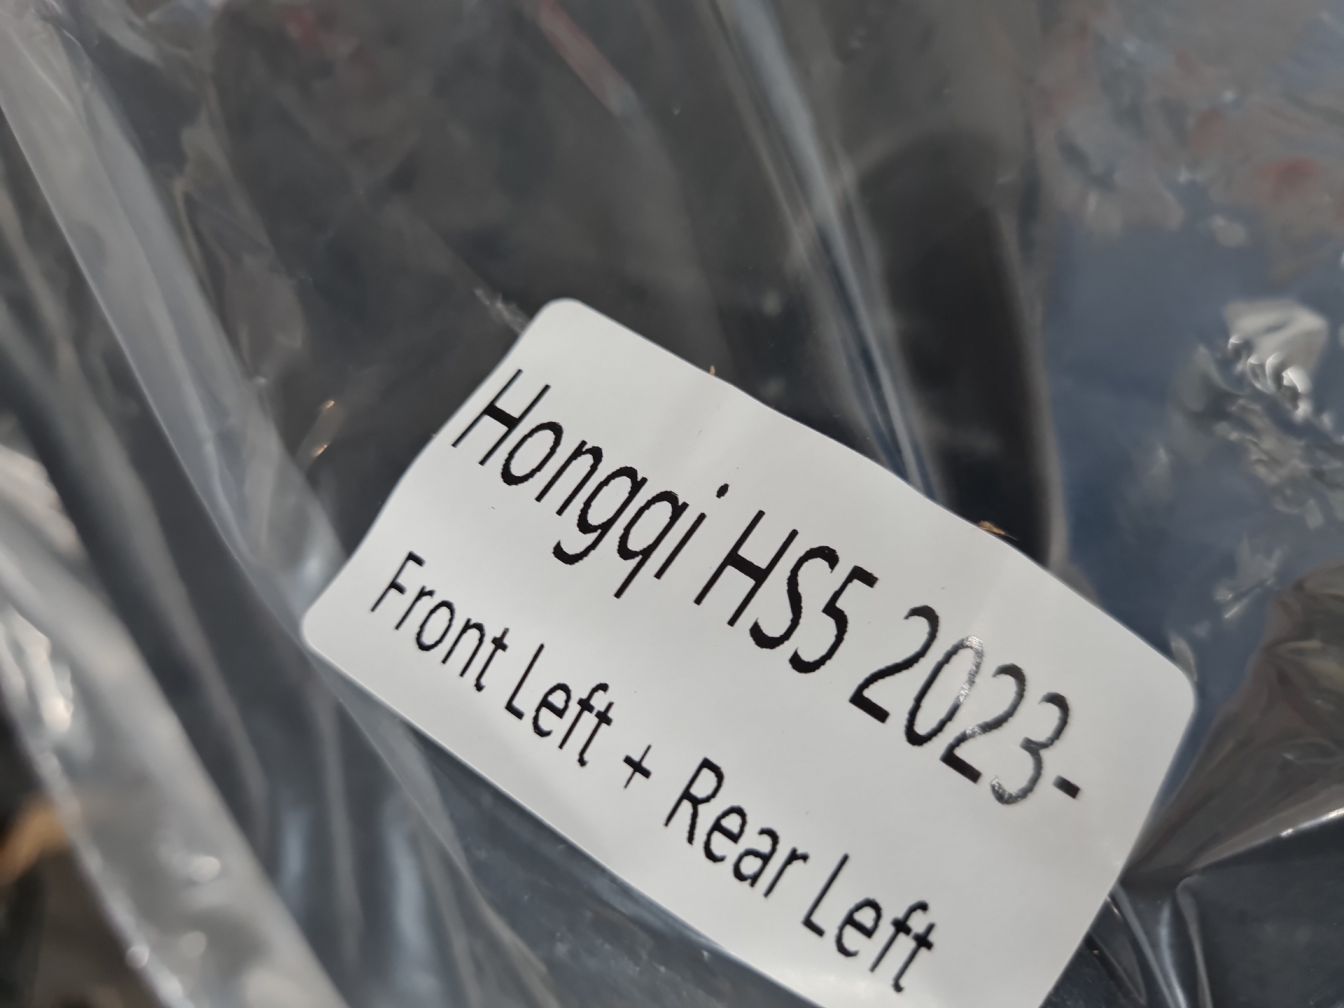 Hongqi HS5 2023-
Front Left + Rear Left